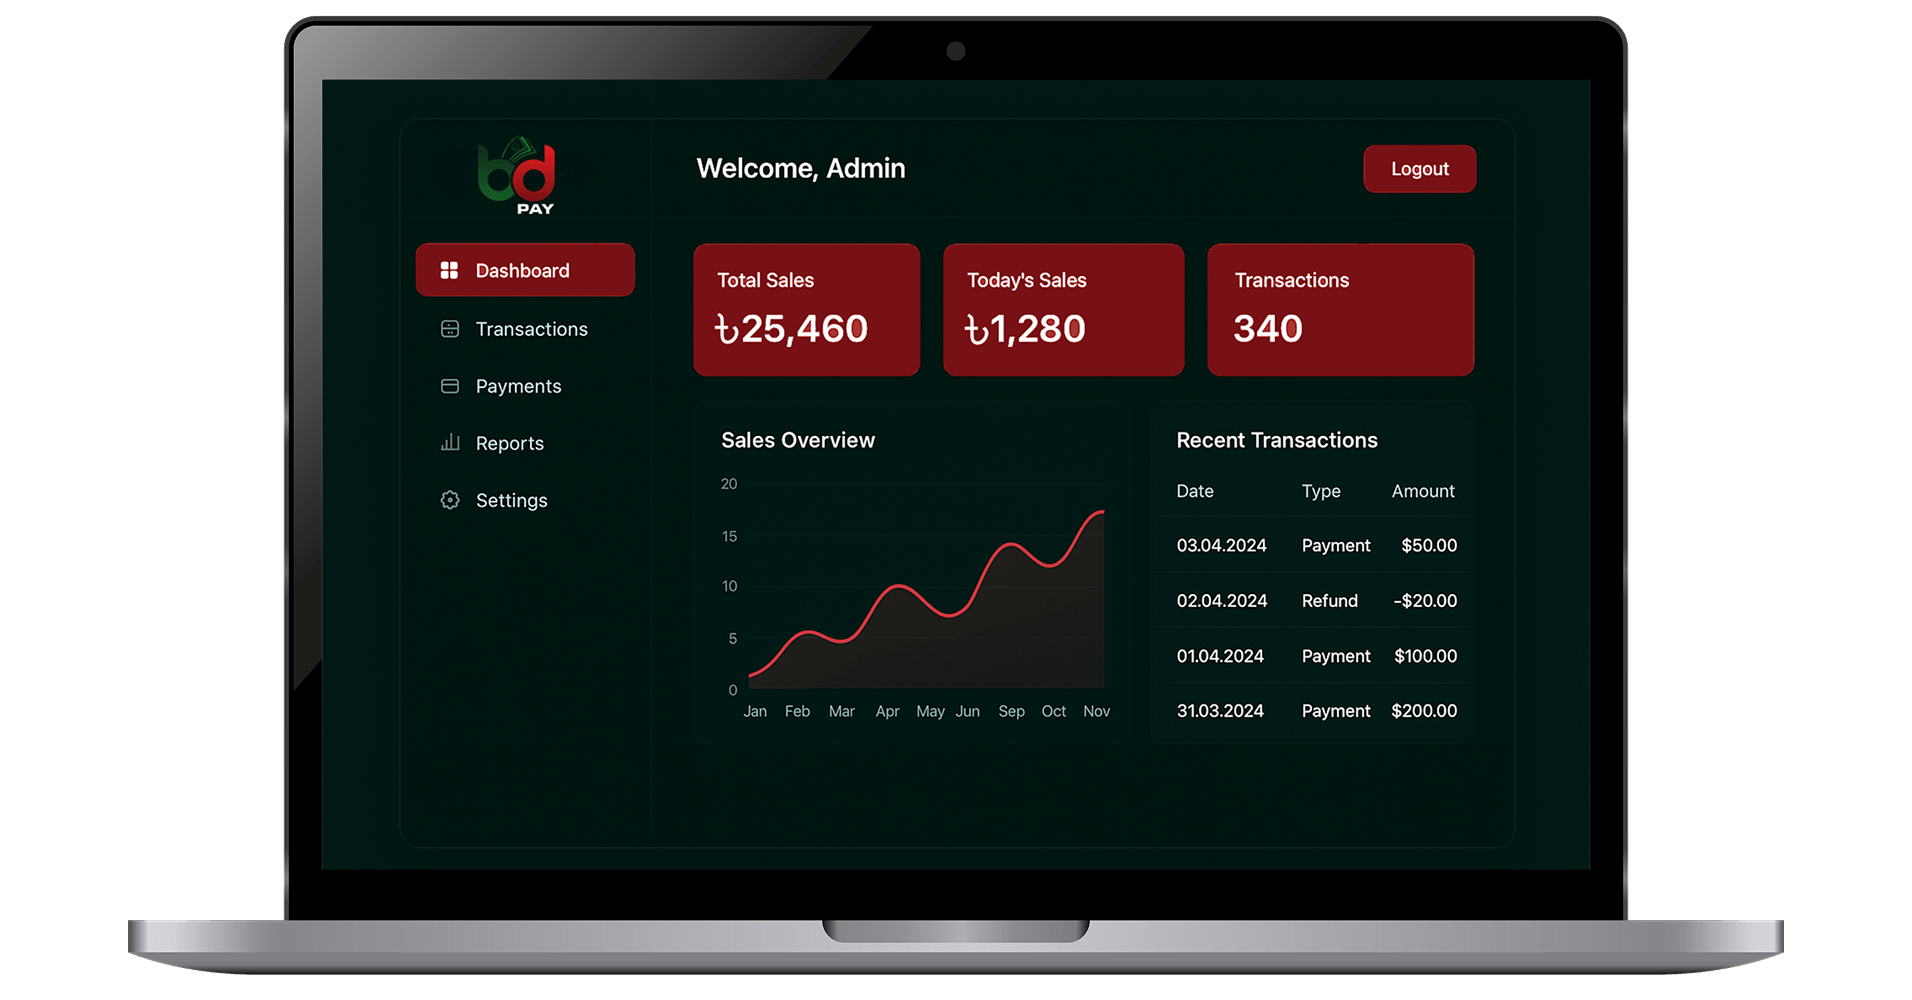 bd
PAY
Welcome, Admin
Logout
Dashboard
Transactions
Payments
Reports
Settings
Total Sales
৳25,460
Today's Sales
৳1,280
Transactions
340
Sales Overview
20
15
10
5
0
Jan Feb Mar Apr May Jun Sep Oct Nov
Recent Transactions
Date Type Amount
03.04.2024 Payment $50.00
02.04.2024 Refund -$20.00
01.04.2024 Payment $100.00
31.03.2024 Payment $200.00